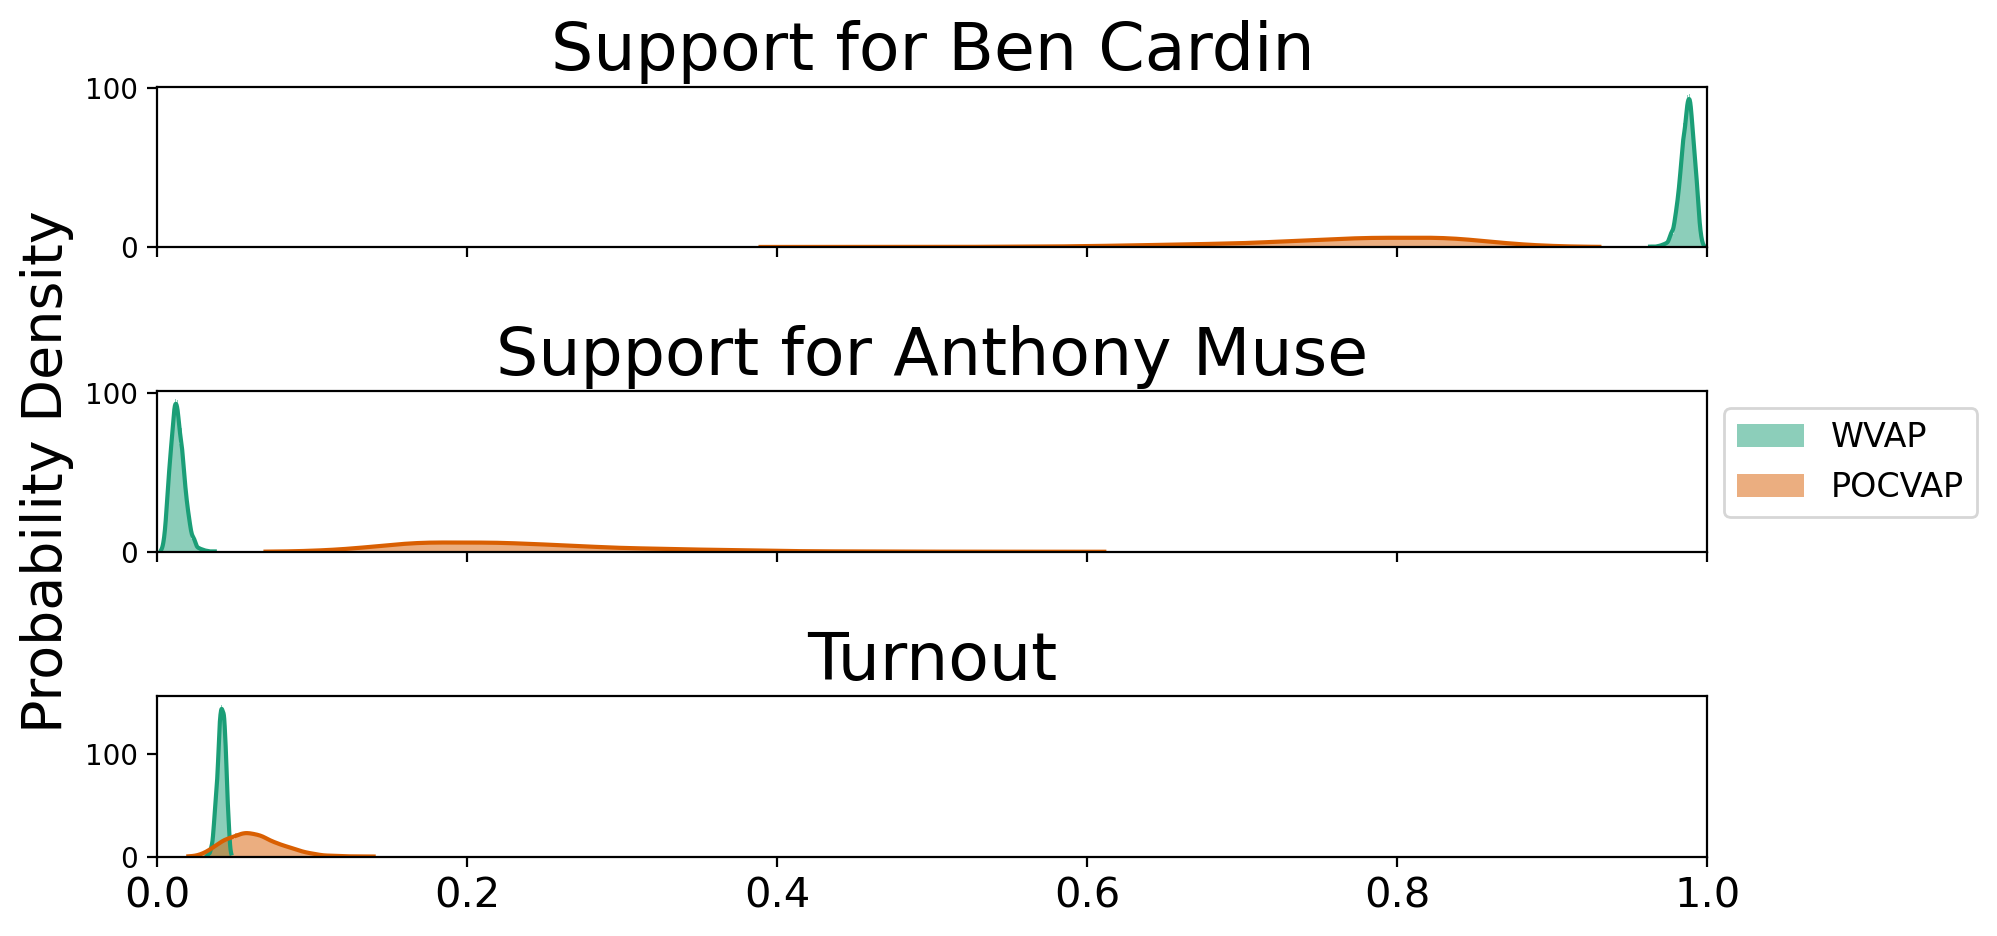 Support for Ben Cardin
100
0
Support for Anthony Muse
100
0
WVAP
POCVAP
Probability Density
Turnout
100
0
0.0 0.2 0.4 0.6 0.8 1.0